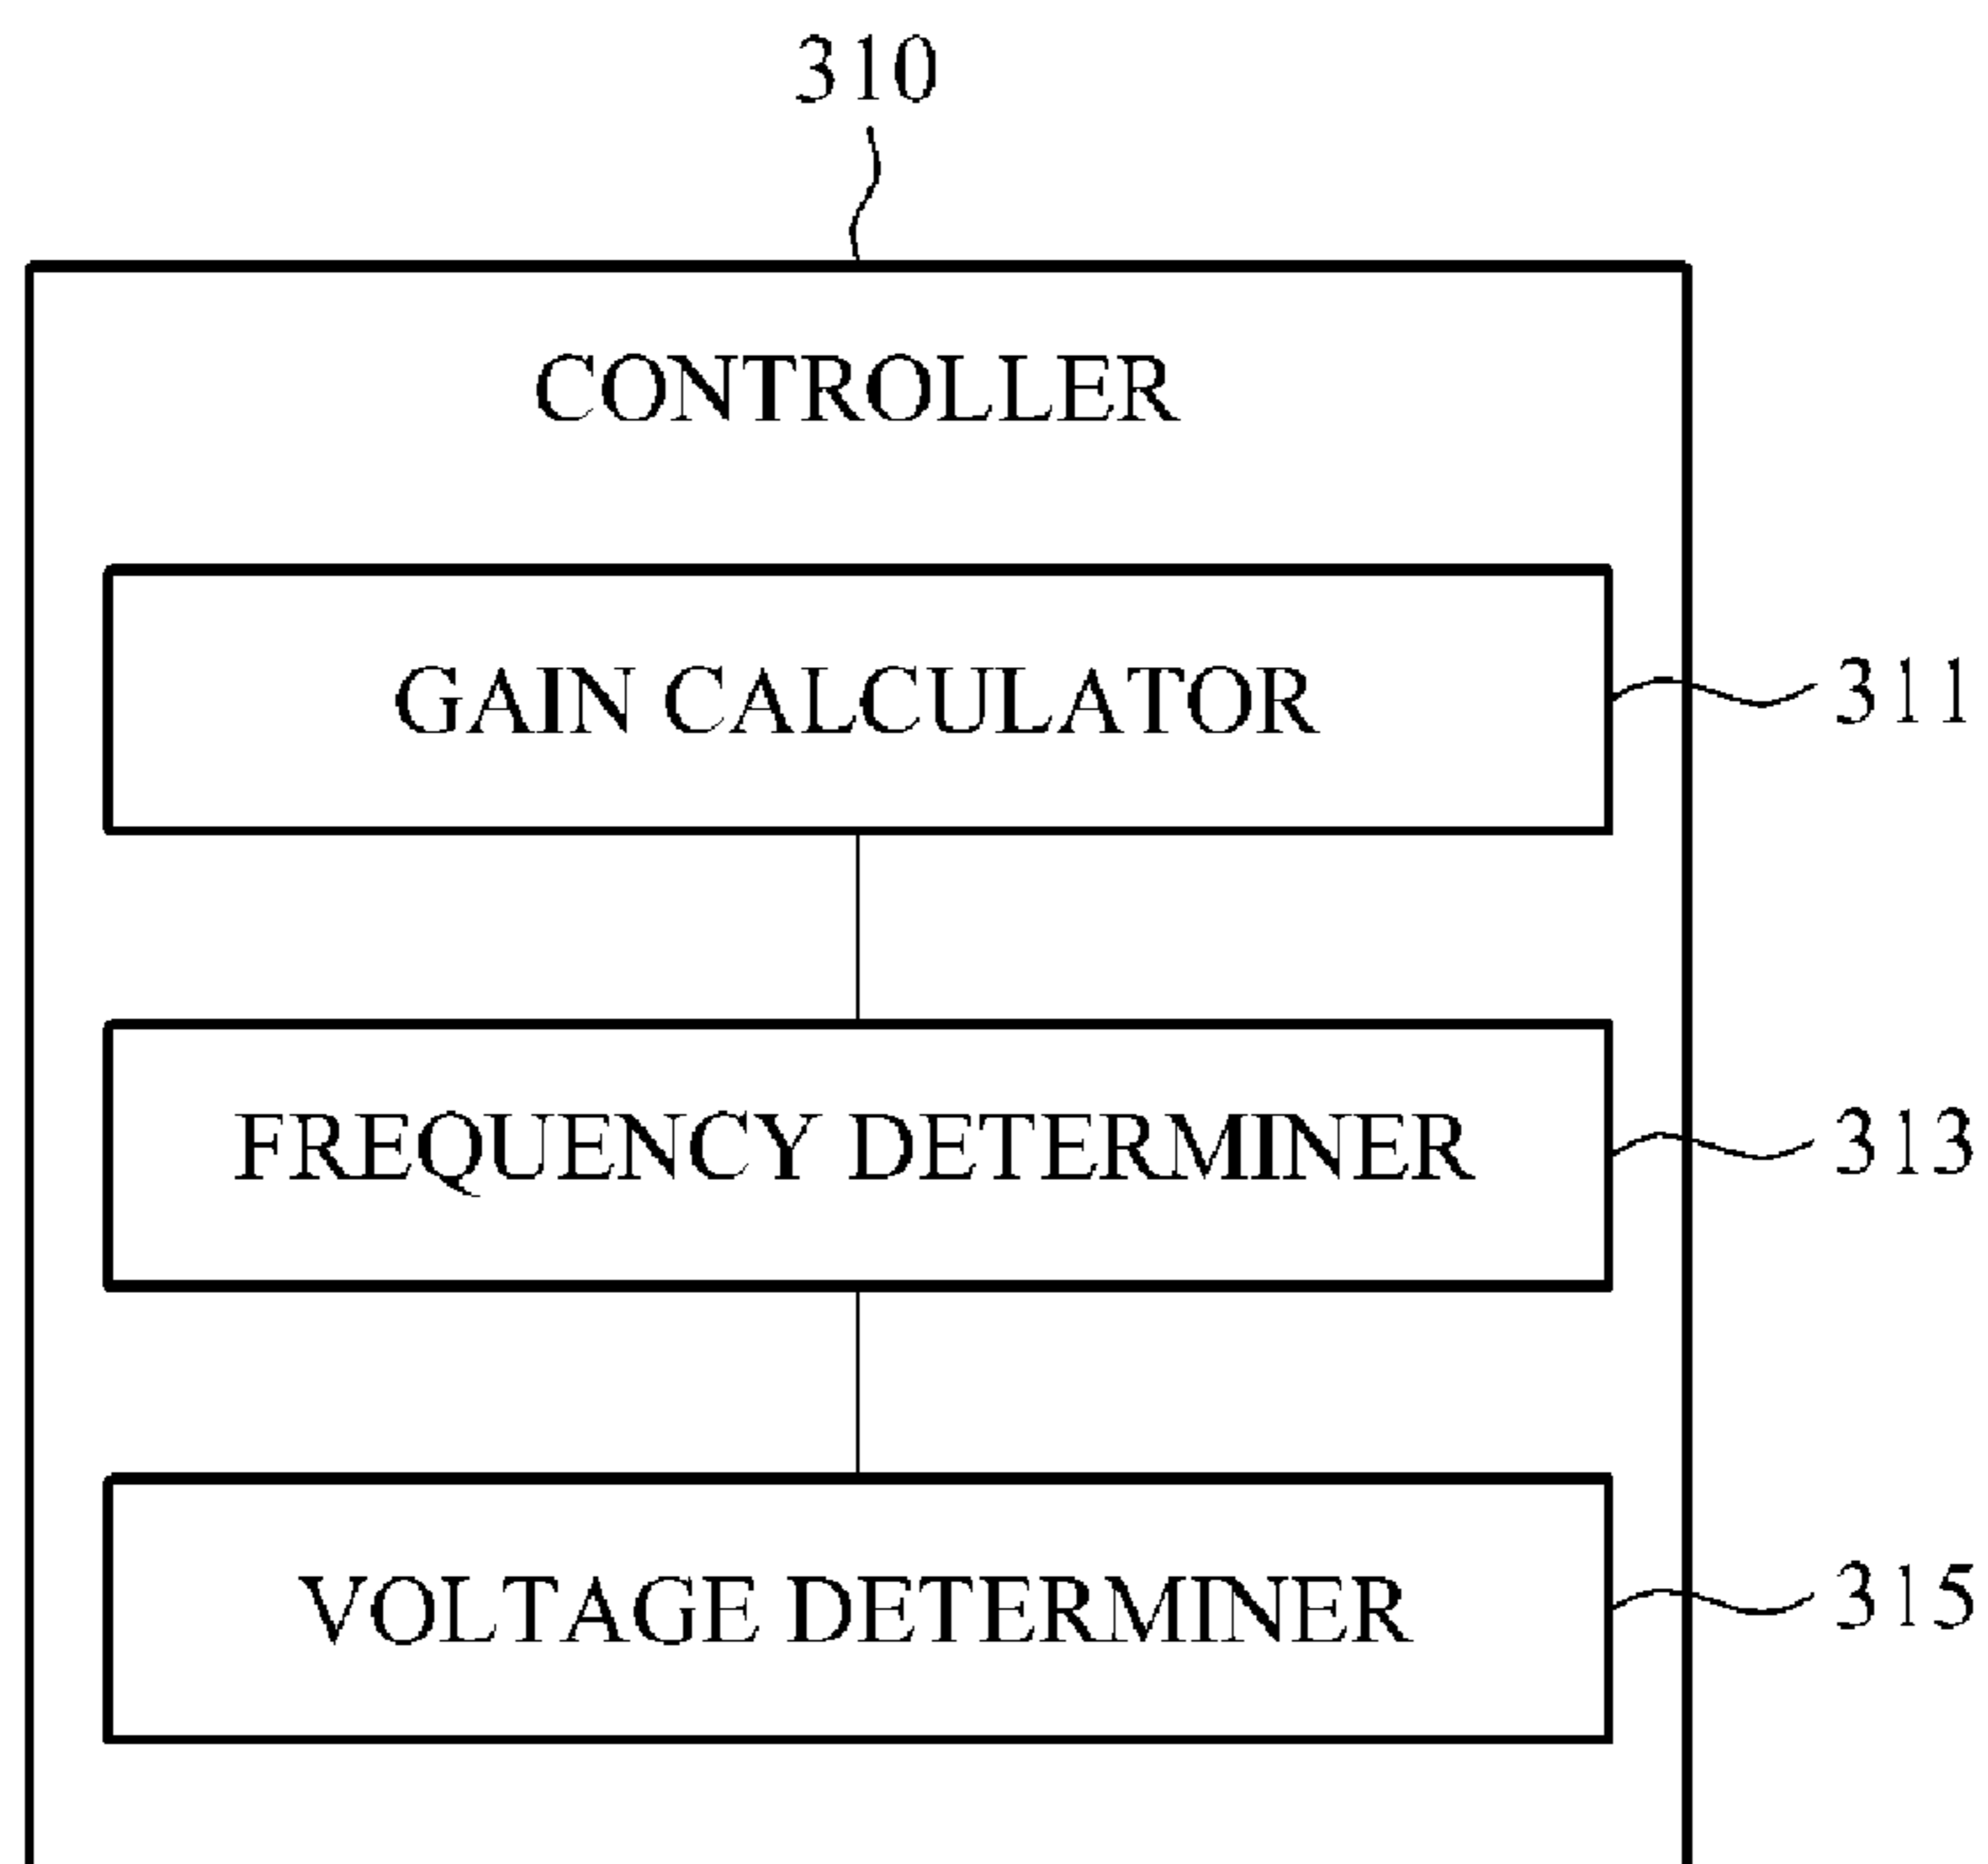 310
CONTROLLER
GAIN CALCULATOR
311
FREQUENCY DETERMINER
313
VOLTAGE DETERMINER
315